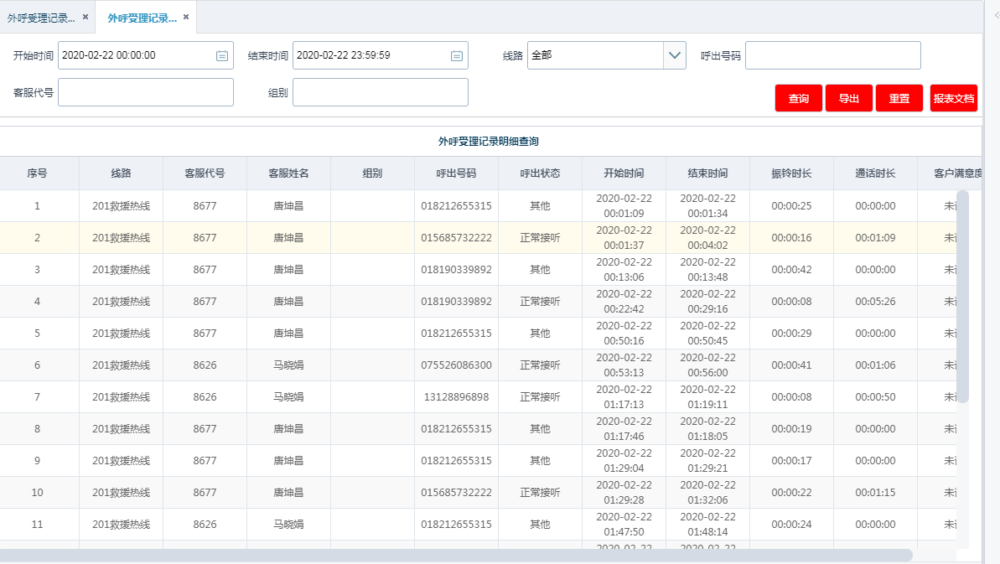 外呼受理记录... × 外呼受理记录... ×
开始时间 2020-02-22 00:00:00 结束时间 2020-02-22 23:59:59 线路 全部 呼出号码
客服代号 组别
查询 导出 重置 报表文档
外呼受理记录明细查询
序号 线路 客服代号 客服姓名 组别 呼出号码 呼出状态 开始时间 结束时间 振铃时长 通话时长 客户满意度
1 201救援热线 8677 唐坤昌 018212655315 其他 2020-02-22 00:01:09 2020-02-22 00:01:34 00:00:25 00:00:00 未
2 201救援热线 8677 唐坤昌 015685732222 正常接听 2020-02-22 00:01:37 2020-02-22 00:04:02 00:00:16 00:01:09 未
3 201救援热线 8677 唐坤昌 018190339892 其他 2020-02-22 00:13:06 2020-02-22 00:13:48 00:00:42 00:00:00 未
4 201救援热线 8677 唐坤昌 018190339892 正常接听 2020-02-22 00:22:42 2020-02-22 00:29:16 00:00:08 00:05:26 未
5 201救援热线 8677 唐坤昌 018212655315 其他 2020-02-22 00:50:16 2020-02-22 00:50:45 00:00:29 00:00:00 未
6 201救援热线 8626 马晓娟 075526086300 正常接听 2020-02-22 00:53:13 2020-02-22 00:56:00 00:00:41 00:01:06 未
7 201救援热线 8626 马晓娟 13128896898 正常接听 2020-02-22 01:17:13 2020-02-22 01:19:11 00:00:08 00:00:50 未
8 201救援热线 8677 唐坤昌 018212655315 其他 2020-02-22 01:17:46 2020-02-22 01:18:05 00:00:19 00:00:00 未
9 201救援热线 8677 唐坤昌 018212655315 其他 2020-02-22 01:29:04 2020-02-22 01:29:21 00:00:17 00:00:00 未
10 201救援热线 8677 唐坤昌 015685732222 正常接听 2020-02-22 01:29:28 2020-02-22 01:32:06 00:00:22 00:01:15 未
11 201救援热线 8626 马晓娟 018212655315 其他 2020-02-22 01:47:50 2020-02-22 01:48:14 00:00:24 00:00:00 未
2020-02-22 2020-02-22